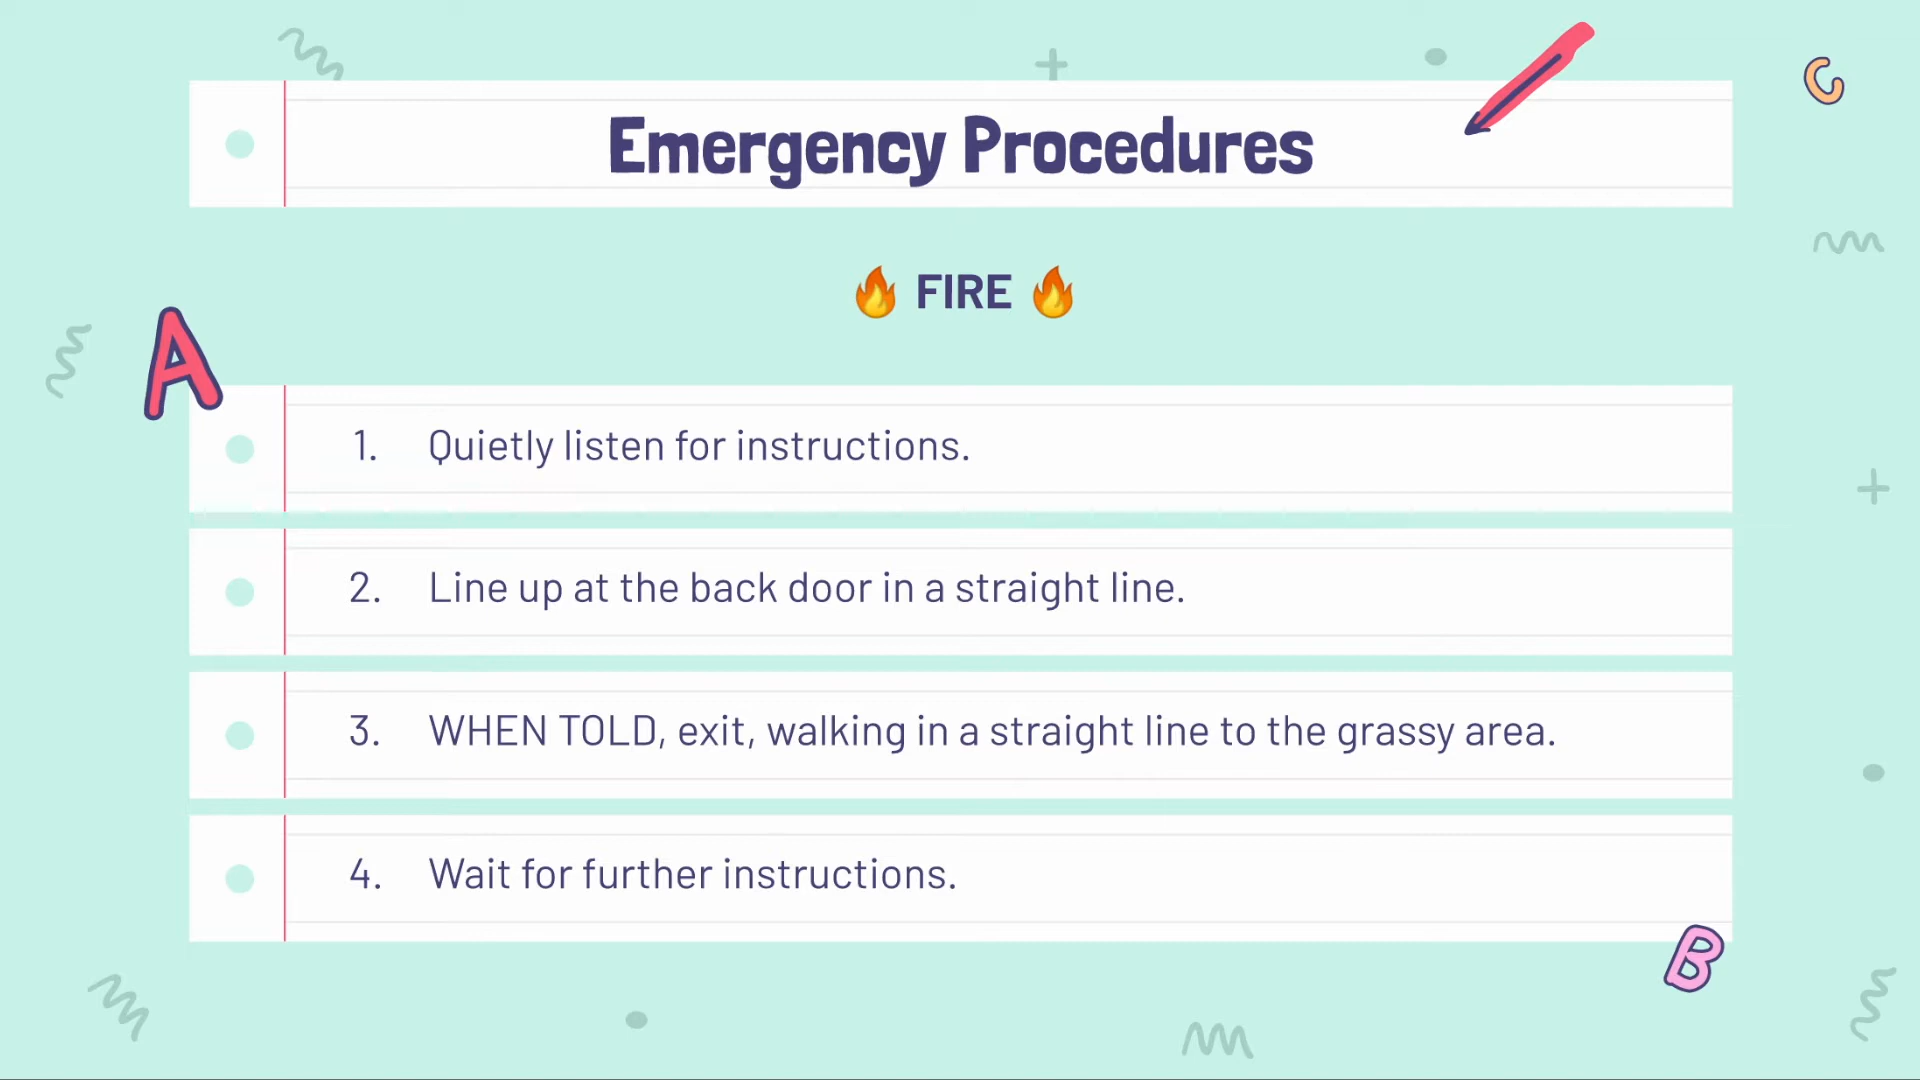 C
Emergency Procedures
🔥 FIRE 🔥
A
1. Quietly listen for instructions.
2. Line up at the back door in a straight line.
3. WHEN TOLD, exit, walking in a straight line to the grassy area.
4. Wait for further instructions.
B